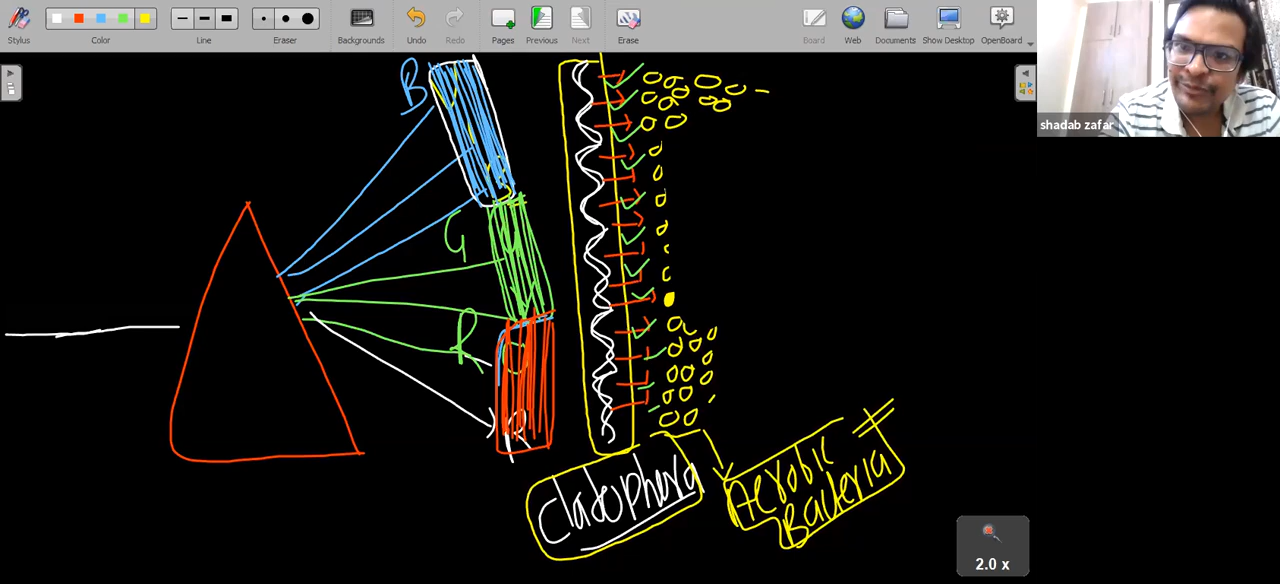 Stylus
Color
Line
Eraser
Backgrounds
Undo
Redo
Pages
Previous
Next
Erase
Board
Web
Documents
Show Desktop
OpenBoard
shadab zafar
B
G
R
R
Cladophora
Aerobic
Bacteria
2.0 x